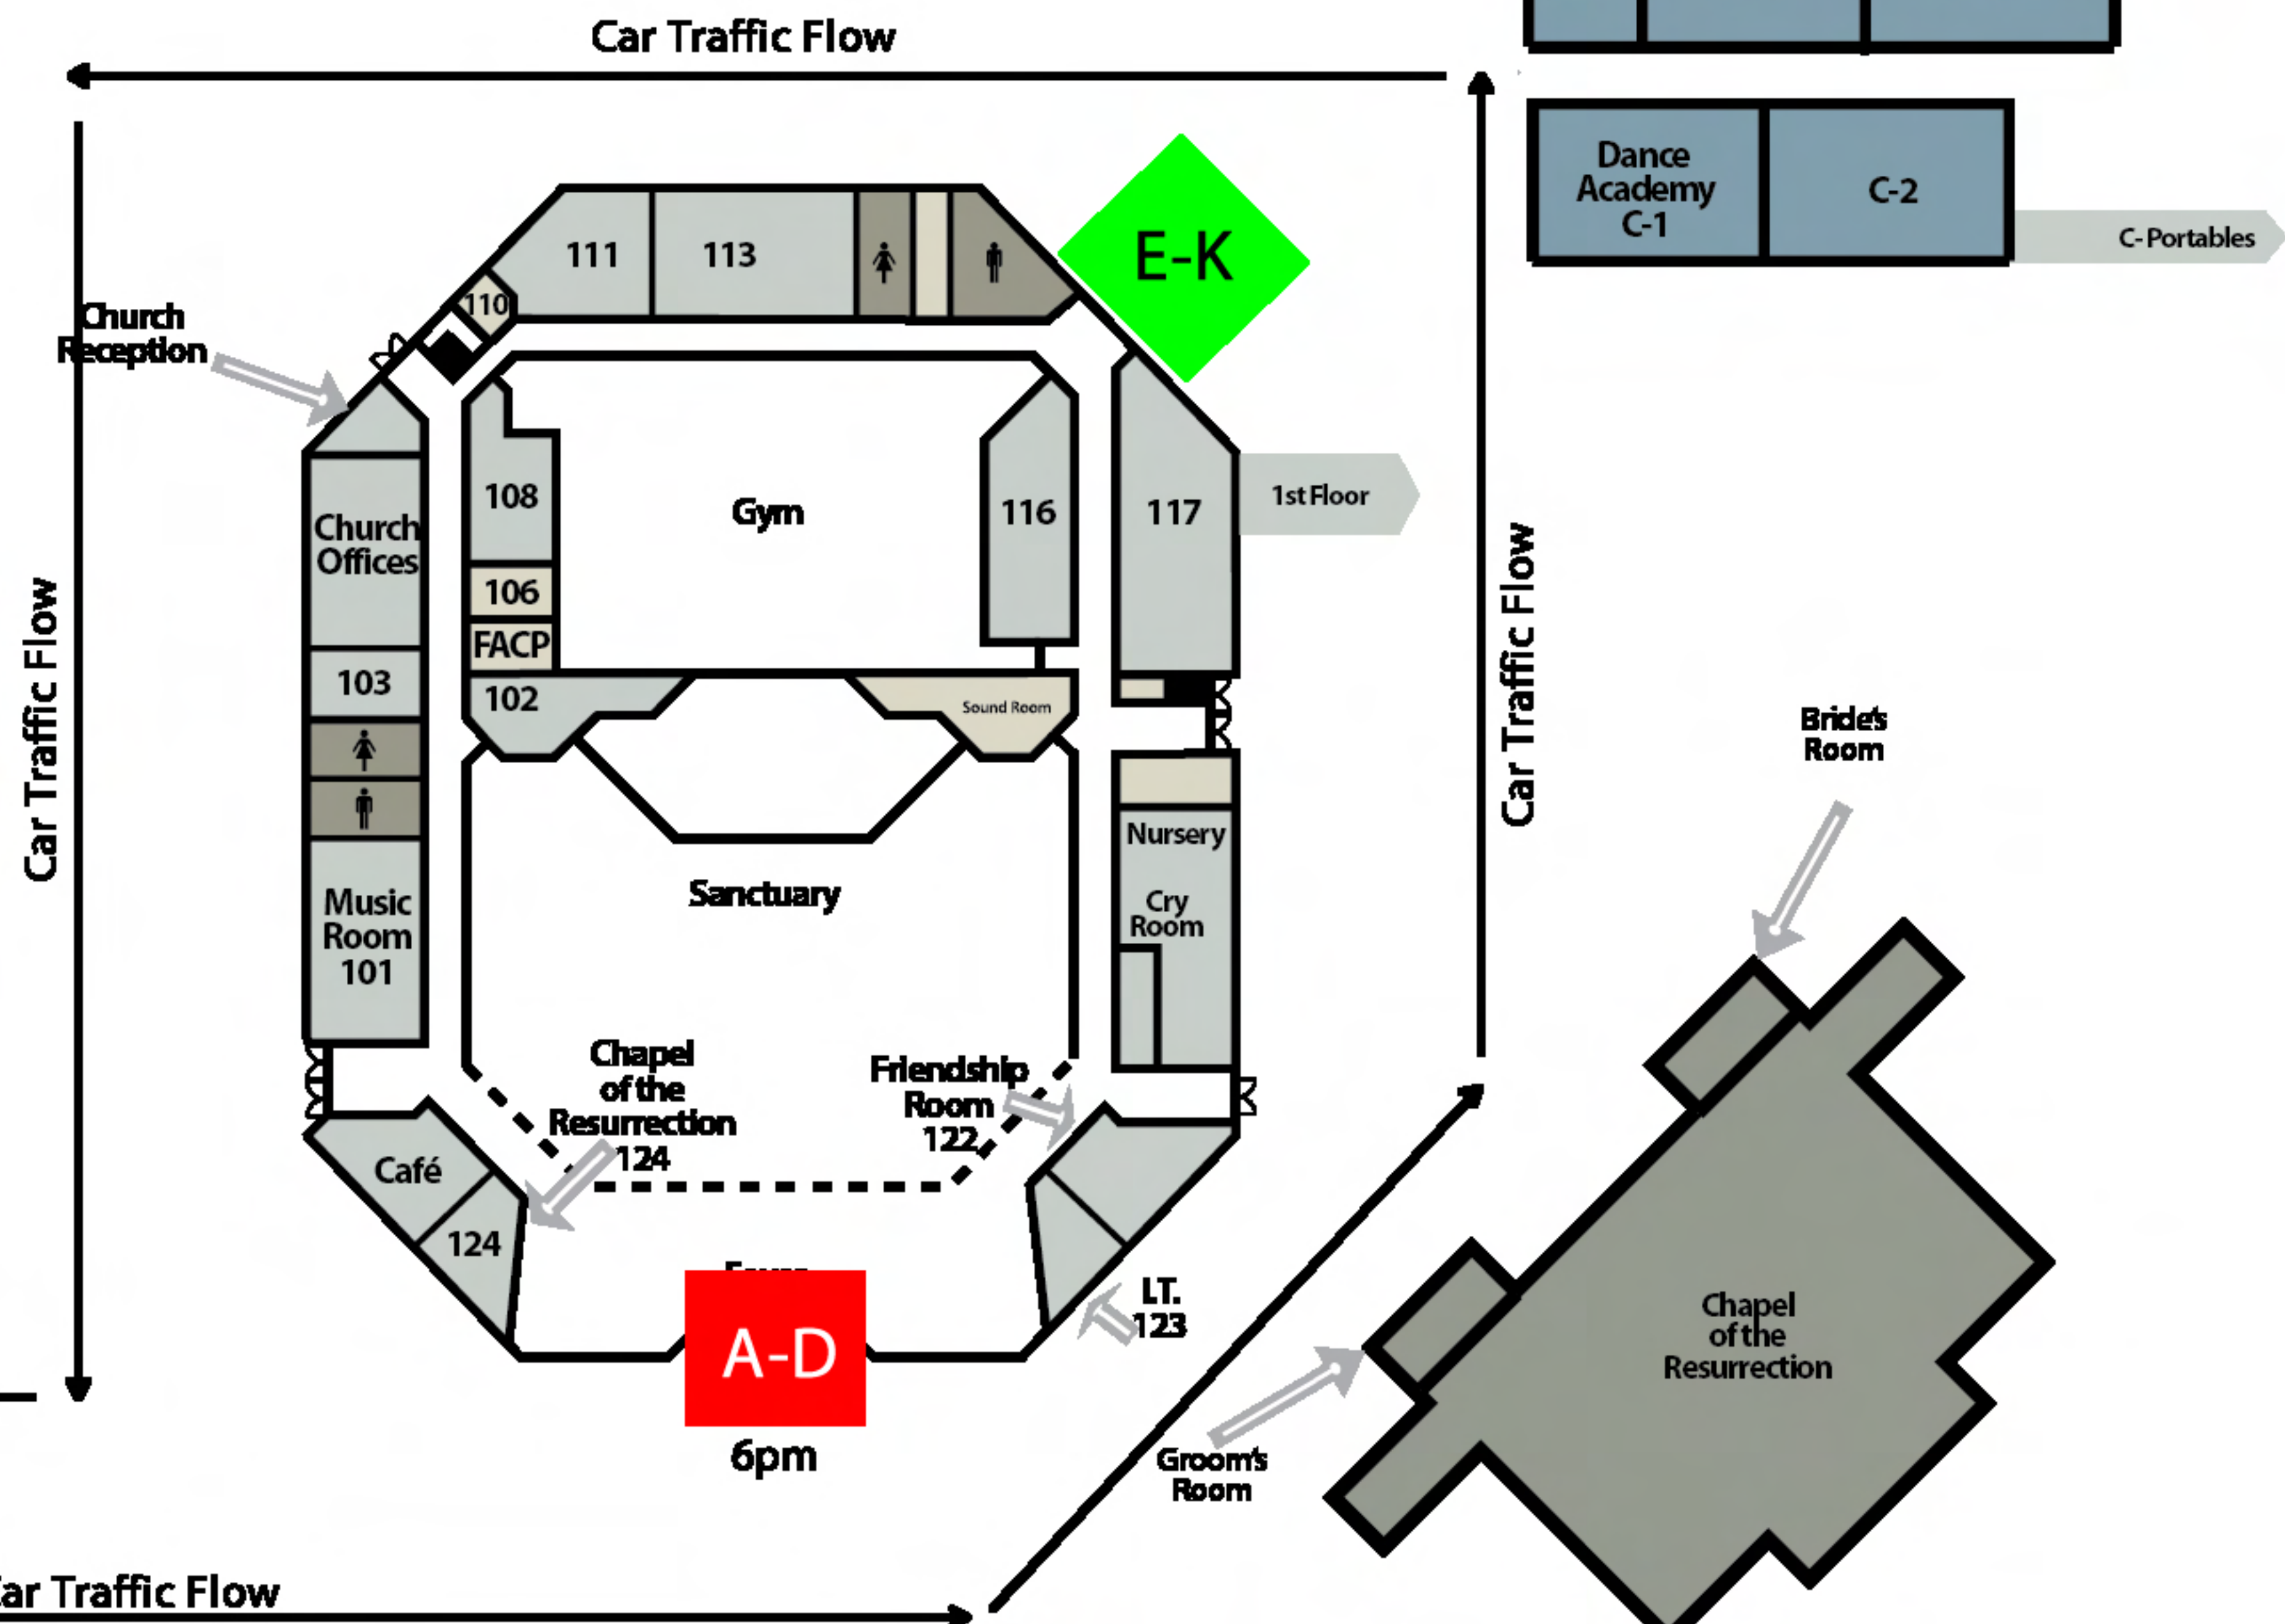 Car Traffic Flow
Dance
Academy
C-1
C-2
C- Portables
E-K
111
113
110
Church
Reception
108
Gym
116
117
1st Floor
Church
Offices
106
FACP
103
102
Sound Room
Car Traffic Flow
Car Traffic Flow
Bride's
Room
Nursery
Cry
Room
Sanctuary
Music
Room
101
Chapel
of the
Resurrection
124
Friendship
Room
122
Café
124
LT.
123
A-D
6pm
Chapel
of the
Resurrection
Groom's
Room
Traffic Flow